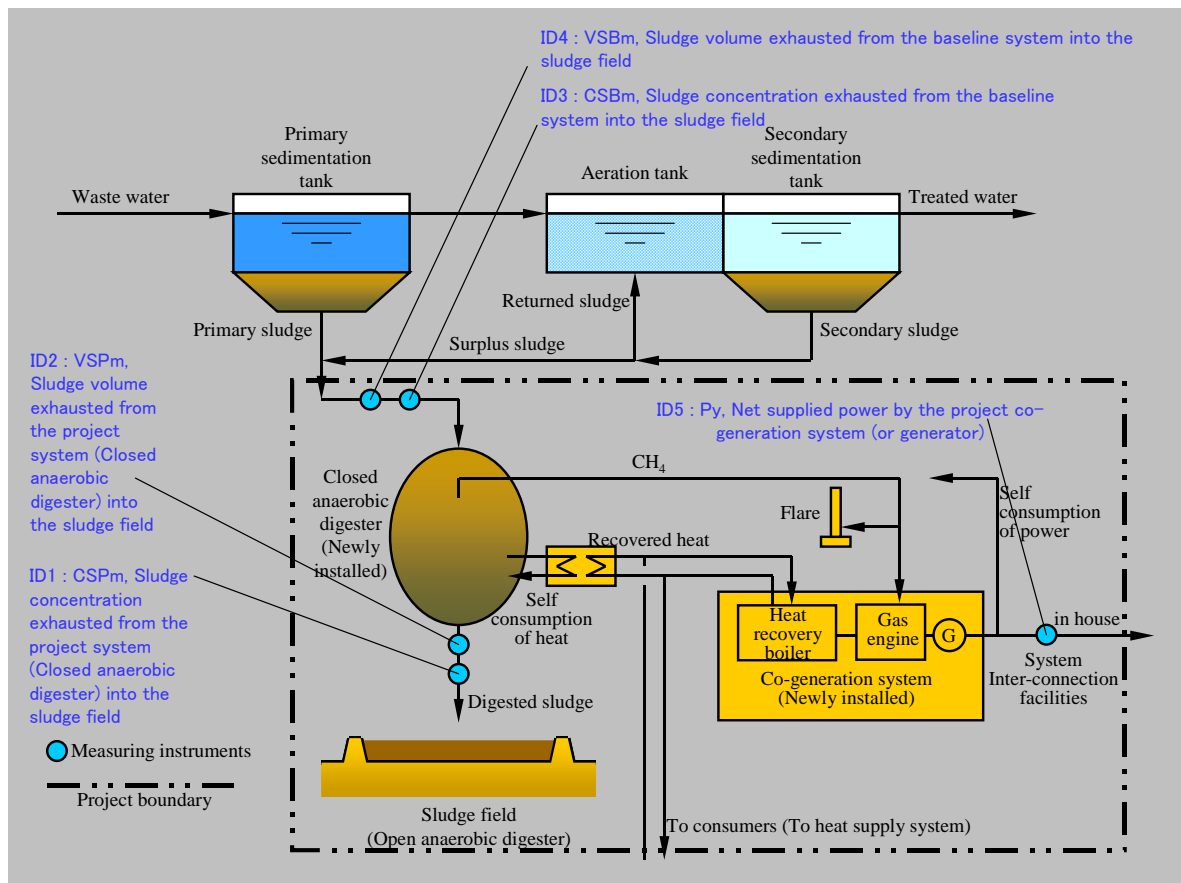 ID4 : VSBm, Sludge volume exhausted from the baseline system into the
sludge field
ID3 : CSBm, Sludge concentration exhausted from the baseline
system into the sludge field
Primary
sedimentation
tank
Aeration tank
Secondary
sedimentation
tank
Waste water
Treated water
Returned sludge
Primary sludge
Surplus sludge
Secondary sludge
ID2 : VSPm,
Sludge volume
exhausted from
the project
system (Closed
anaerobic
digester) into
the sludge field
ID5 : Py, Net supplied power by the project co-
generation system (or generator)
CH4
Closed
anaerobic
digester
(Newly
installed)
Flare
Self
consumption
of power
Recovered heat
ID1 : CSPm, Sludge
concentration
exhausted from the
project system
(Closed anaerobic
digester) into the
sludge field
Self
consumption
of heat
Heat
recovery
boiler
Gas
engine
G
in house
System
Inter-connection
facilities
Co-generation system
(Newly installed)
Digested sludge
Measuring instruments
Project boundary
Sludge field
(Open anaerobic digester)
To consumers (To heat supply system)